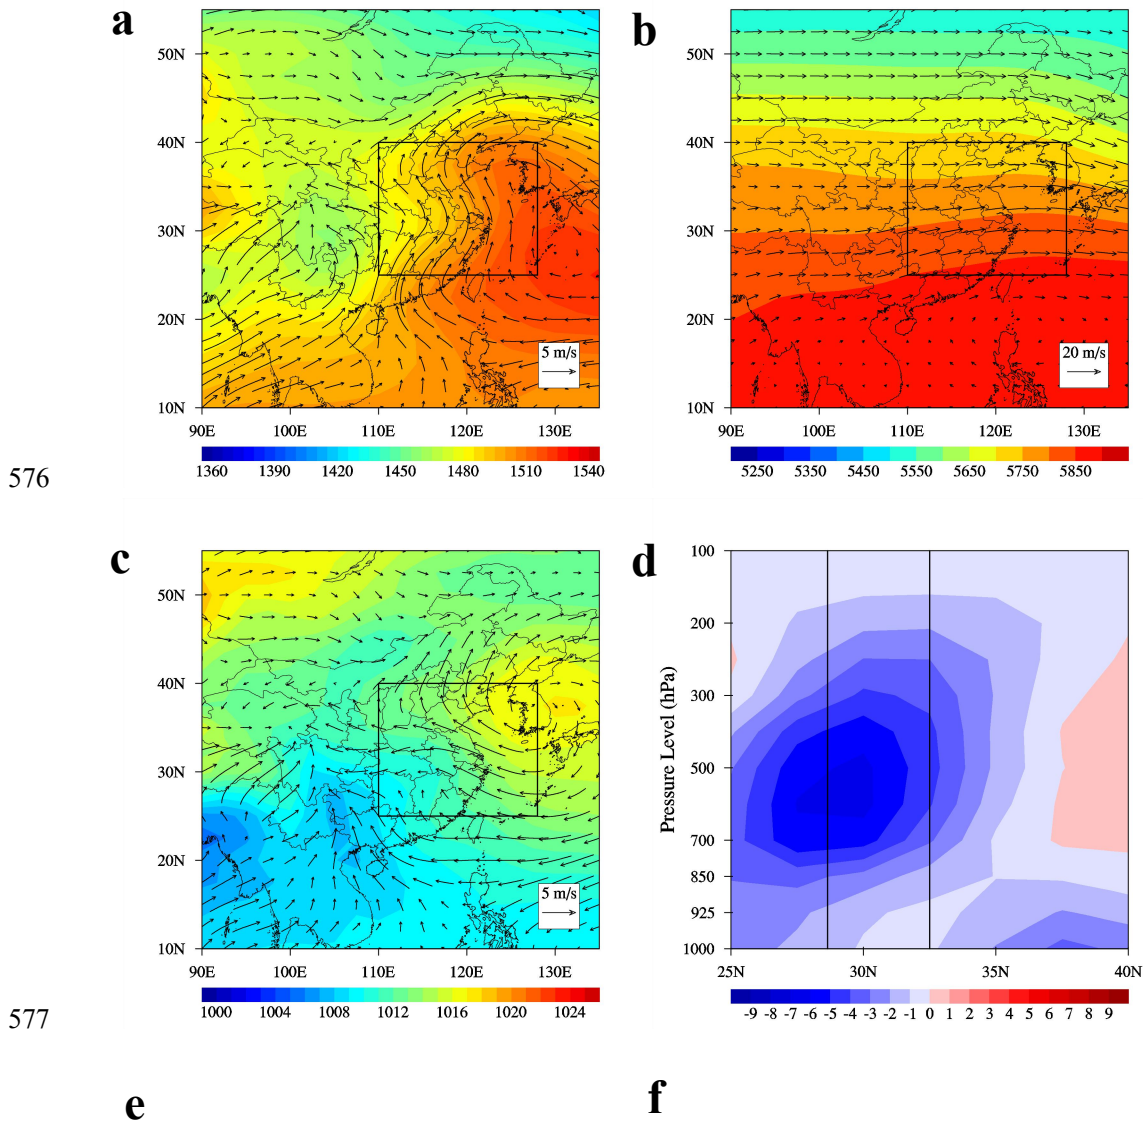 a
50N
40N
30N
20N
10N
90E 100E 110E 120E 130E
5 m/s
1360 1390 1420 1450 1480 1510 1540
b
50N
40N
30N
20N
10N
90E 100E 110E 120E 130E
20 m/s
5250 5350 5450 5550 5650 5750 5850
576
c
50N
40N
30N
20N
10N
90E 100E 110E 120E 130E
5 m/s
1000 1004 1008 1012 1016 1020 1024
d
Pressure Level (hPa)
100
200
300
400
500
700
850
925
1000
25N 30N 35N 40N
-9 -8 -7 -6 -5 -4 -3 -2 -1 0 1 2 3 4 5 6 7 8 9
577
e f